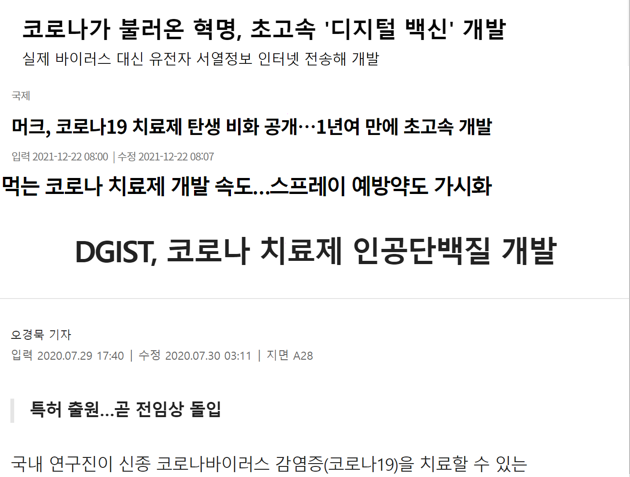 코로나가 불러온 혁명, 초고속 '디지털 백신' 개발
실제 바이러스 대신 유전자 서열정보 인터넷 전송해 개발
국제
머크, 코로나19 치료제 탄생 비화 공개…1년여 만에 초고속 개발
입력 2021-12-22 08:00 | 수정 2021-12-22 08:07
먹는 코로나 치료제 개발 속도…스프레이 예방약도 가시화
DGIST, 코로나 치료제 인공단백질 개발
오경묵 기자
입력 2020.07.29 17:40 | 수정 2020.07.30 03:11 | 지면 A28
특허 출원…곧 전임상 돌입
국내 연구진이 신종 코로나바이러스 감염증(코로나19)을 치료할 수 있는